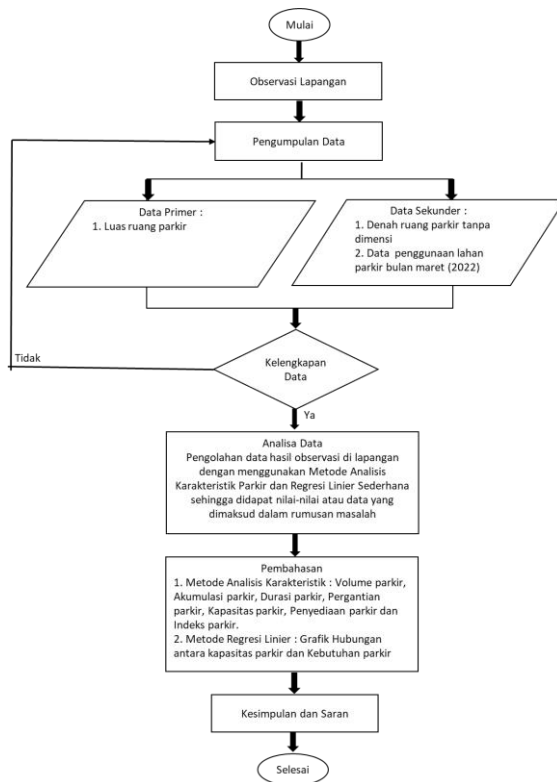 Mulai
Observasi Lapangan
Pengumpulan Data
Data Primer :
1. Luas ruang parkir
Data Sekunder :
1. Denah ruang parkir tanpa
dimensi
2. Data penggunaan lahan
parkir bulan maret (2022)
Tidak
Kelengkapan
Data
Ya
Analisa Data
Pengolahan data hasil observasi di lapangan
dengan menggunakan Metode Analisis
Karakteristik Parkir dan Regresi Linier Sederhana
sehingga didapat nilai-nilai atau data yang
dimaksud dalam rumusan masalah
Pembahasan
1. Metode Analisis Karakteristik : Volume parkir,
Akumulasi parkir, Durasi parkir, Pergantian
parkir, Kapasitas parkir, Penyediaan parkir dan
Indeks parkir.
2. Metode Regresi Linier : Grafik Hubungan
antara kapasitas parkir dan Kebutuhan parkir
Kesimpulan dan Saran
Selesai